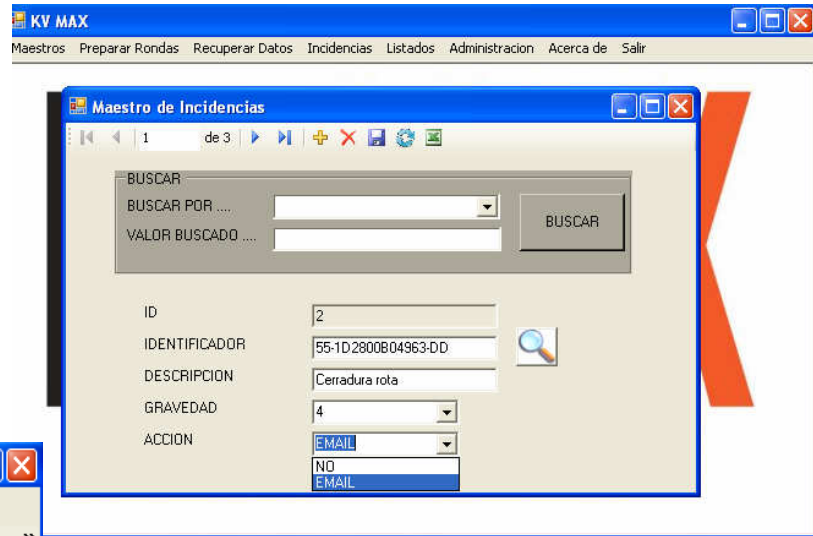 KV MAX
Maestros Preparar Rondas Recuperar Datos Incidencias Listados Administracion Acerca de Salir
Maestro de Incidencias
1 de 3
BUSCAR
BUSCAR POR ....
VALOR BUSCADO ....
BUSCAR
ID 2
IDENTIFICADOR 55-1D2800B04963-DD
DESCRIPCION Cerradura rota
GRAVEDAD 4
ACCION EMAIL
NO
EMAIL
»